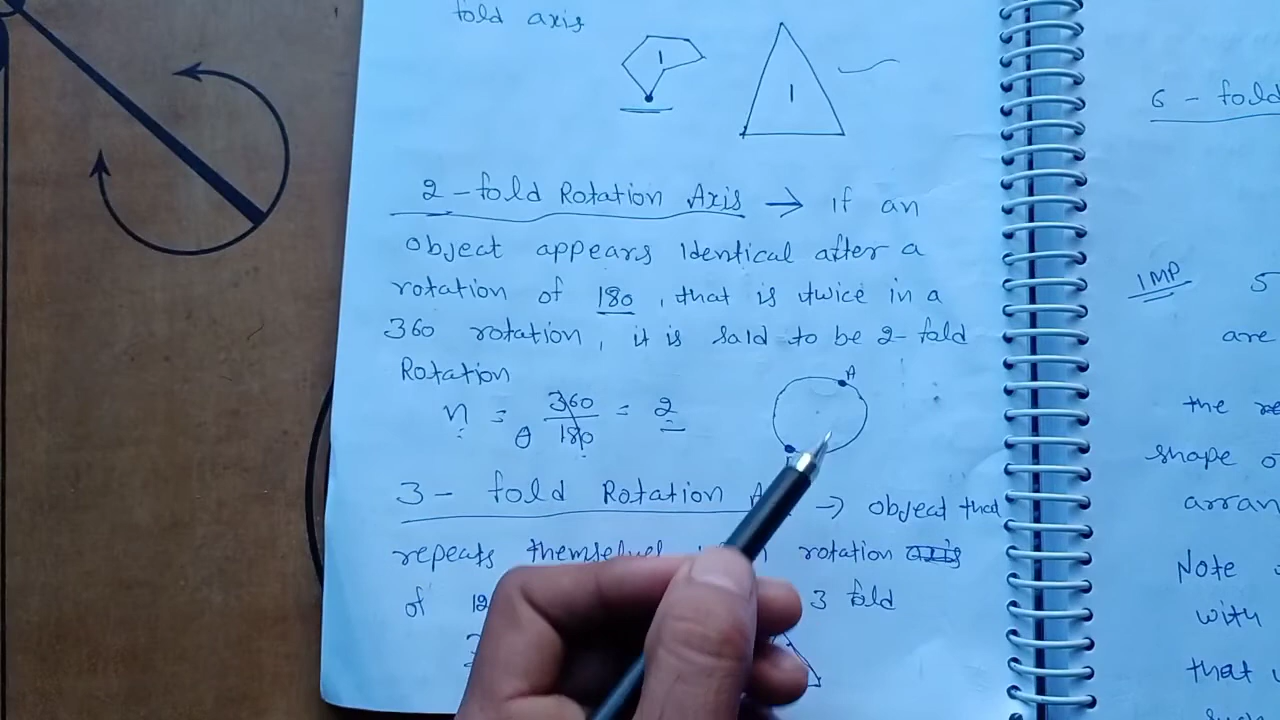 fold axis
1
1
2-fold Rotation Axis → if an
object appears identical after a
rotation of 180, that is twice in a
360 rotation, it is said to be 2-fold
Rotation
A
n = 360 = 2
θ 180
3- fold Rotation → object that
repeats rotation axis
of 12 3 fold
6-fold
IMP 5
are
the
shape
arran
Note
with
that